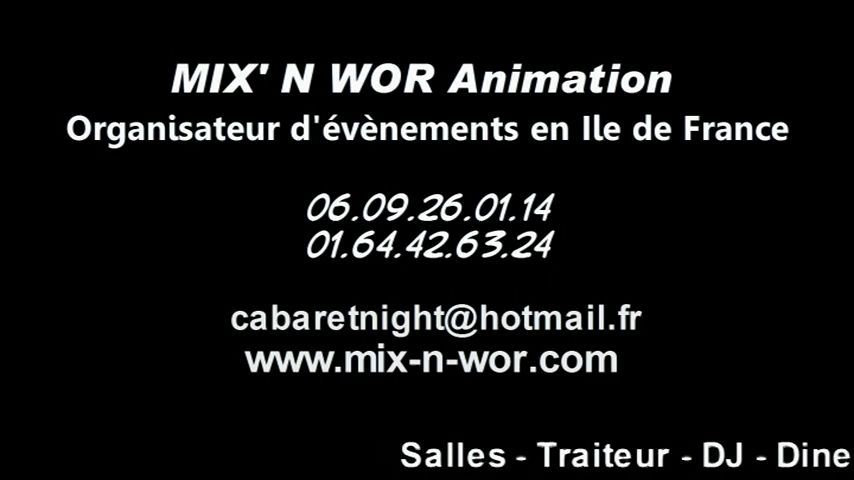 MIX' N WOR Animation
Organisateur d'évènements en Ile de France
06.09.26.01.14
01.64.42.63.24
cabaretnight@hotmail.fr
www.mix-n-wor.com
Salles - Traiteur - DJ - Dine